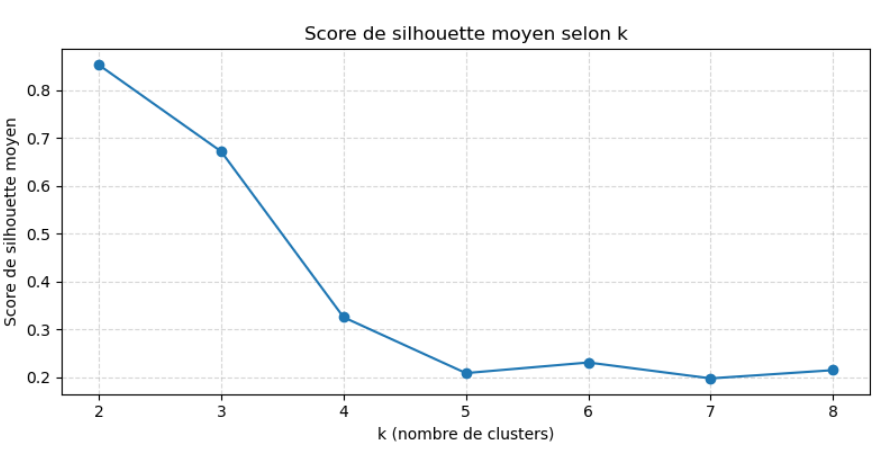 Score de silhouette moyen selon k
Score de silhouette moyen
0.8
0.7
0.6
0.5
0.4
0.3
0.2
2 3 4 5 6 7 8
k (nombre de clusters)